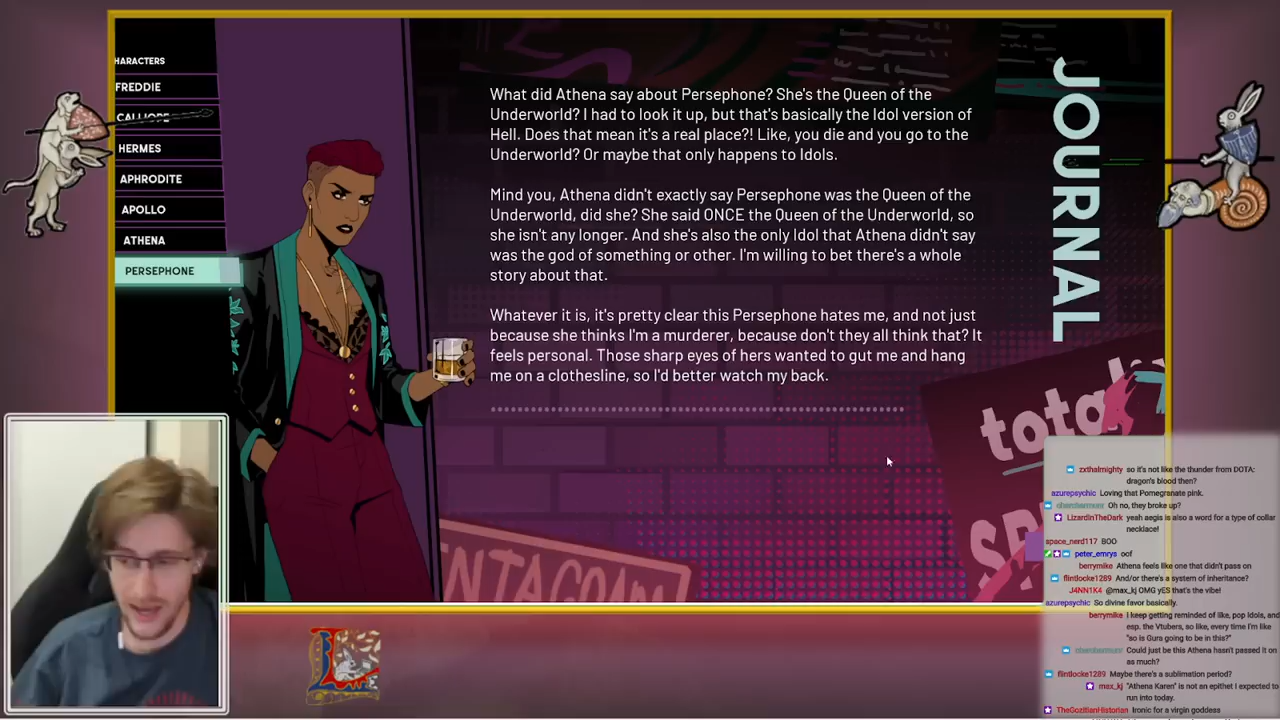 HARACTERS
FREDDIE
CALLIOPE
HERMES
APHRODITE
APOLLO
ATHENA
PERSEPHONE
What did Athena say about Persephone? She's the Queen of the
Underworld? I had to look it up, but that's basically the Idol version of
Hell. Does that mean it's a real place?! Like, you die and you go to the
Underworld? Or maybe that only happens to Idols.
Mind you, Athena didn't exactly say Persephone was the Queen of the
Underworld, did she? She said ONCE the Queen of the Underworld, so
she isn't any longer. And she's also the only Idol that Athena didn't say
was the god of something or other. I'm willing to bet there's a whole
story about that.
Whatever it is, it's pretty clear this Persephone hates me, and not just
because she thinks I'm a murderer, because don't they all think that? It
feels personal. Those sharp eyes of hers wanted to gut me and hang
me on a clothesline, so I'd better watch my back.
JOURNAL
total
SP
L
zxthalmighty so it's not like the thunder from DOTA:
dragon's blood then?
azurepsychic Loving that Pomegranate pink.
Oh no, they broke up?
LizardInTheDark yeah aegis is also a word for a type of collar
necklace!
space_nerd117 BOO
peter_emrys oof
berrymike Athena feels like one that didn't pass on
flintlocke1289 And/or there's a system of inheritance?
J4NN1K4 @max_kj OMG yES that's the vibe!
azurepsychic So divine favor basically.
berrymike I keep getting reminded of like, pop Idols, and
esp. the Vtubers, so like, every time I'm like
"so is Gura going to be in this?"
Could just be this Athena hasn't passed it on
as much?
flintlocke1289 Maybe there's a sublimation period?
max_kj "Athena Karen" is not an epithet I expected to
run into today.
TheGozitianHistorian Ironic for a virgin goddess